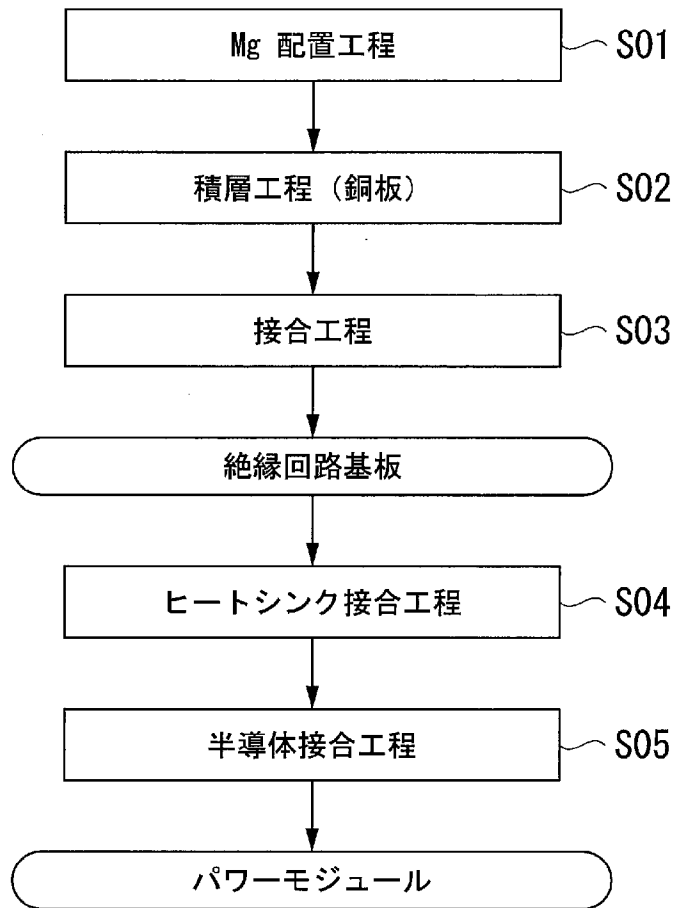 Mg 配置工程 S01
積層工程（銅板） S02
接合工程 S03
絶縁回路基板
ヒートシンク接合工程 S04
半導体接合工程 S05
パワーモジュール